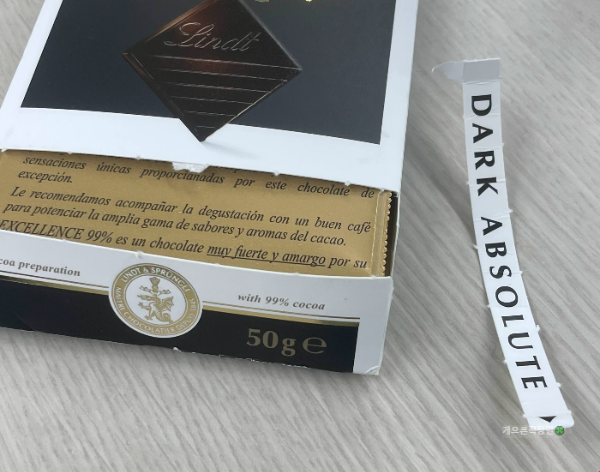 Lindt
sensaciones únicas proporcionadas por este chocolate de
excepción.
Le recomendamos acompañar la degustación con un buen café
para potenciar la amplia gama de sabores y aromas del cacao.
EXCELLENCE 99% es un chocolate muy fuerte y amargo por su
coa preparation
LINDT & SPRÜNGLI
with 99% cocoa
50 g ℮
DARK ABSOLUTE